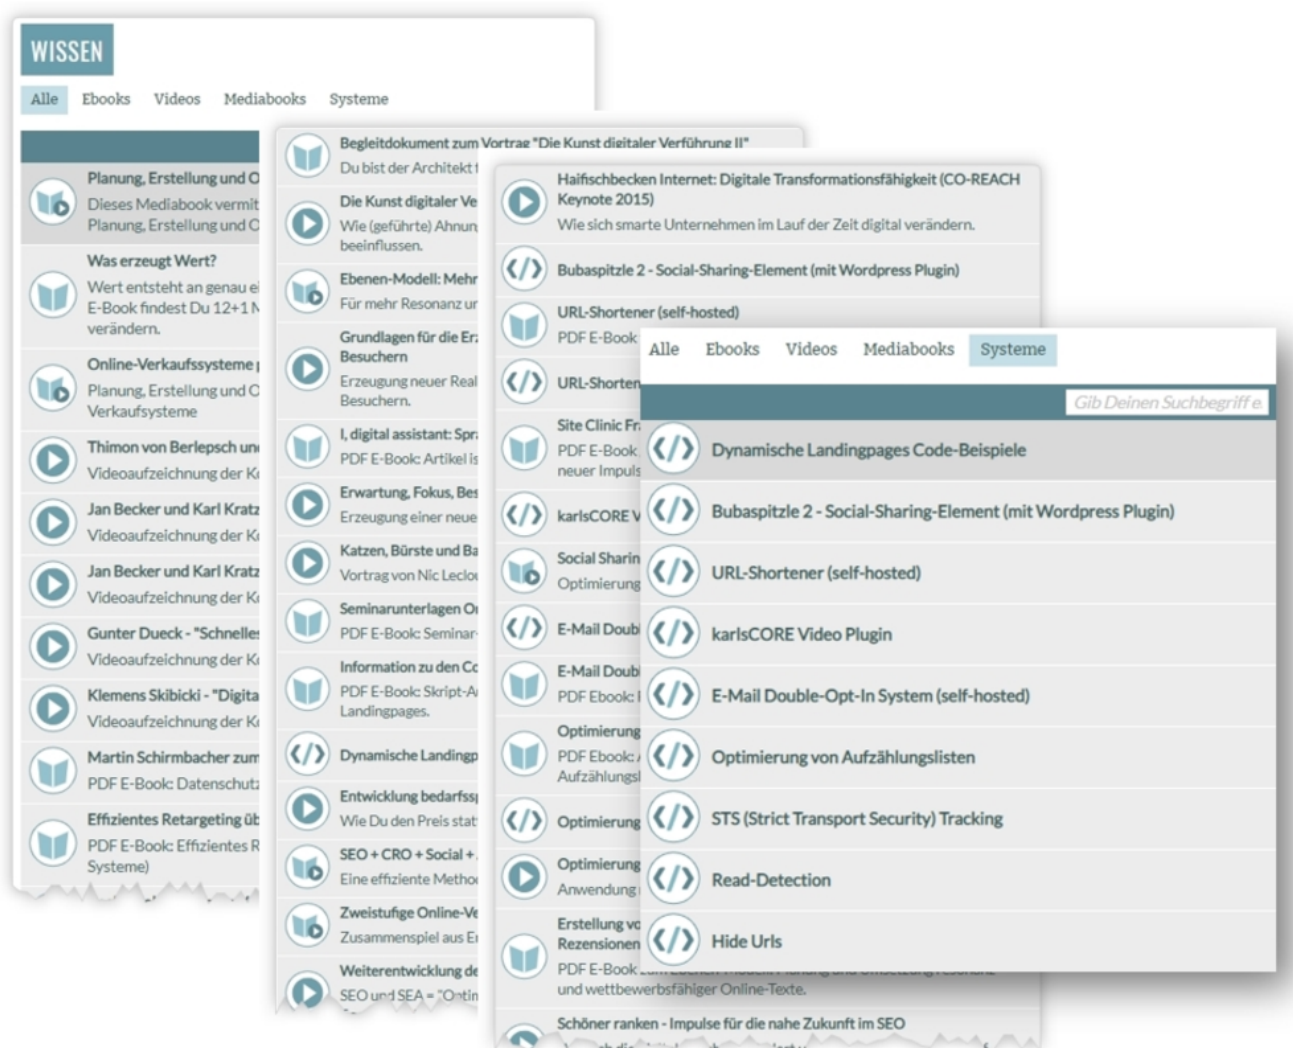 WISSEN
Alle Ebooks Videos Mediabooks Systeme
Planung, Erstellung und O
Dieses Mediabook vermit
Planung, Erstellung und O
Was erzeugt Wert?
Wert entsteht an genau
E-Book findest Du 12+1
verändern.
Online-Verkaufssysteme
Planung, Erstellung und O
Verkaufsysteme
Thimon von Berlepsch un
Videoaufzeichnung der
Jan Becker und Karl Kratz
Videoaufzeichnung der
Jan Becker und Karl Kratz
Videoaufzeichnung der
Gunter Dueck - "Schnelles
Videoaufzeichnung der
Klemens Skibicki - "Digita
Videoaufzeichnung der
Martin Schirmbacher zum
PDF E-Book: Datenschutz
Effizientes Retargeting üb
PDF E-Book: Effizientes R
Systeme)
Begleitdokument zum Vortrag "Die Kunst digitaler Verführung II"
Du bist der Architekt
Die Kunst digitaler Ve
Wie (geführte) Ahnun
beeinflussen.
Ebenen-Modell: Mehr
Für mehr Resonanz un
Grundlagen für die Er
Besuchern
Erzeugung neuer Real
Besuchern.
I, digital assistant: Spr
PDF E-Book: Artikel is
Erwartung, Fokus, Bes
Erzeugung einer neue
Katzen, Bürste und Ba
Vortrag von Nic Leclou
Seminarunterlagen On
PDF E-Book: Seminar-
Information zu den Co
PDF E-Book: Skript-A
Landingpages.
Dynamische Landingp
Entwicklung bedarfssp
Wie Du den Preis stat
SEO + CRO + Social +
Eine effiziente Metho
Zweistufige Online-Ve
Zusammenspiel aus E
Weiterentwicklung de
SEO und SEA = "Optim
Haifischbecken Internet: Digitale Transformationsfähigkeit (CO-REACH
Keynote 2015)
Wie sich smarte Unternehmen im Lauf der Zeit digital verändern.
Bubaspitzle 2 - Social-Sharing-Element (mit Wordpress Plugin)
URL-Shortener (self-hosted)
PDF E-Book
URL-Shorten
Site Clinic Fr
PDF E-Book
neuer Impuls
karlsCORE V
Social Sharin
Optimierung
E-Mail Doub
E-Mail Doub
PDF Ebook:
Optimierung
PDF Ebook:
Aufzählungsl
Optimierung
Optimierung
Anwendung
Erstellung vo
Rezensionen
PDF E-Book zum Ebenen-Modell: Planung und Umsetzung resonanz-
und wettbewerbsfähiger Online-Texte.
Schöner ranken - Impulse für die nahe Zukunft im SEO
Alle Ebooks Videos Mediabooks Systeme
Gib Deinen Suchbegriff e
Dynamische Landingpages Code-Beispiele
Bubaspitzle 2 - Social-Sharing-Element (mit Wordpress Plugin)
URL-Shortener (self-hosted)
karlsCORE Video Plugin
E-Mail Double-Opt-In System (self-hosted)
Optimierung von Aufzählungslisten
STS (Strict Transport Security) Tracking
Read-Detection
Hide Urls